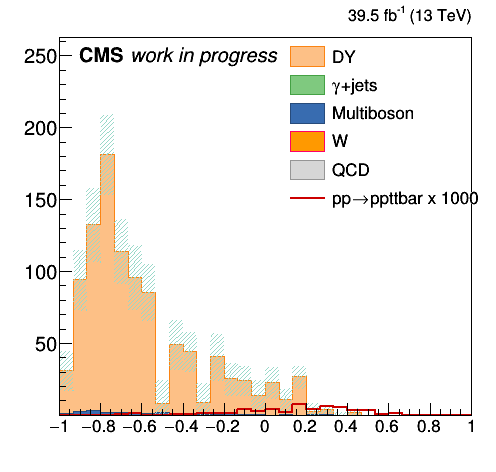 39.5 fb⁻¹ (13 TeV)
CMS work in progress
DY
γ+jets
Multiboson
W
QCD
pp→ppttbar x 1000
250
200
150
100
50
−1 −0.8 −0.6 −0.4 −0.2 0 0.2 0.4 0.6 0.8 1